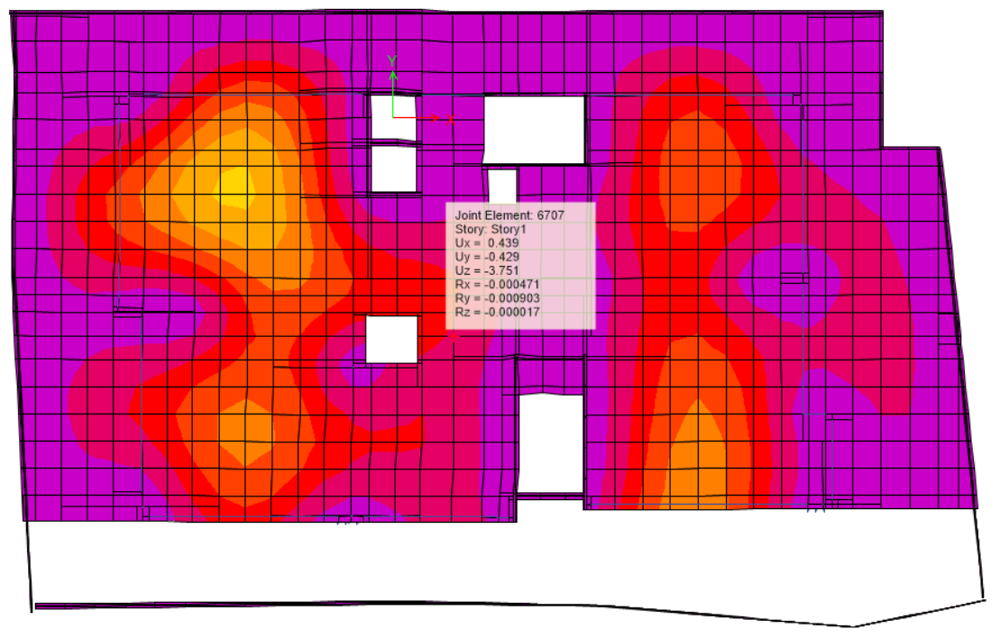 Y
X
Joint Element: 6707
Story: Story1
Ux = 0.439
Uy = -0.429
Uz = -3.751
Rx = -0.000471
Ry = -0.000903
Rz = -0.000017